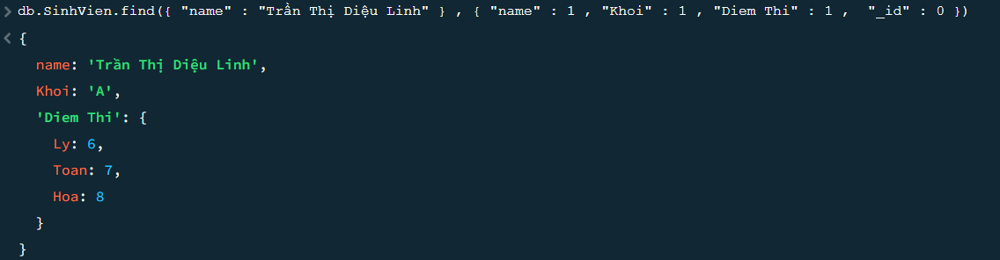 db.SinhVien.find({ "name" : "Trần Thị Diệu Linh" } , { "name" : 1 , "Khoi" : 1 , "Diem Thi" : 1 ,  "_id" : 0 })
{
name: 'Trần Thị Diệu Linh',
Khoi: 'A',
'Diem Thi': {
Ly: 6,
Toan: 7,
Hoa: 8
}
}